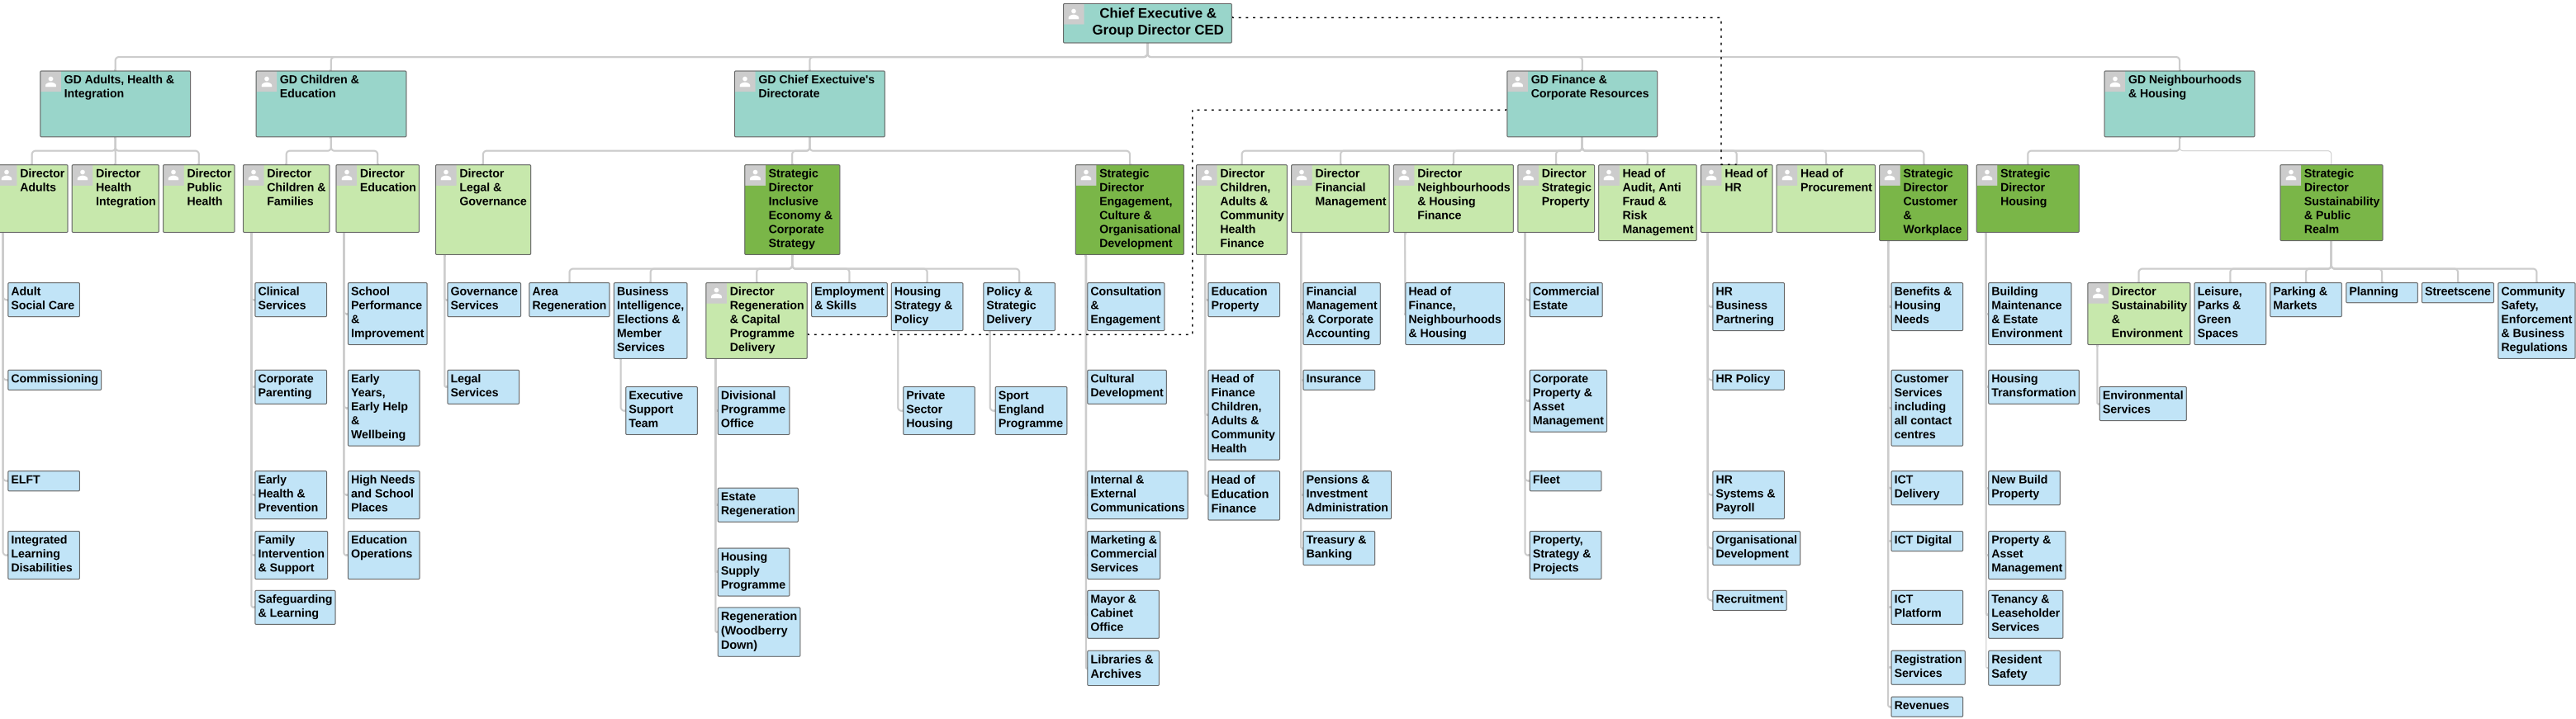 Chief Executive &
Group Director CED
GD Adults, Health &
Integration
GD Children &
Education
GD Chief Exectuive's
Directorate
GD Finance &
Corporate Resources
GD Neighbourhoods
& Housing
Director
Adults
Director
Health
Integration
Director
Public
Health
Director
Children &
Families
Director
Education
Director
Legal &
Governance
Strategic
Director
Inclusive
Economy &
Corporate
Strategy
Strategic
Director
Engagement,
Culture &
Organisational
Development
Director
Children,
Adults &
Community
Health
Finance
Director
Financial
Management
Director
Neighbourhoods
& Housing
Finance
Director
Strategic
Property
Head of
Audit, Anti
Fraud &
Risk
Management
Head of
HR
Head of
Procurement
Strategic
Director
Customer
&
Workplace
Strategic
Director
Housing
Strategic
Director
Sustainability
& Public
Realm
Adult
Social Care
Commissioning
ELFT
Integrated
Learning
Disabilities
Clinical
Services
Corporate
Parenting
Early
Health &
Prevention
Family
Intervention
& Support
Safeguarding
& Learning
School
Performance
&
Improvement
Early
Years,
Early Help
&
Wellbeing
High Needs
and School
Places
Education
Operations
Governance
Services
Legal
Services
Area
Regeneration
Business
Intelligence,
Elections &
Member
Services
Executive
Support
Team
Director
Regeneration
& Capital
Programme
Delivery
Divisional
Programme
Office
Estate
Regeneration
Housing
Supply
Programme
Regeneration
(Woodberry
Down)
Employment
& Skills
Housing
Strategy &
Policy
Private
Sector
Housing
Policy &
Strategic
Delivery
Sport
England
Programme
Consultation
&
Engagement
Cultural
Development
Internal &
External
Communications
Marketing &
Commercial
Services
Mayor &
Cabinet
Office
Libraries &
Archives
Education
Property
Head of
Finance
Children,
Adults &
Community
Health
Head of
Education
Finance
Financial
Management
& Corporate
Accounting
Insurance
Pensions &
Investment
Administration
Treasury &
Banking
Head of
Finance,
Neighbourhoods
& Housing
Commercial
Estate
Corporate
Property &
Asset
Management
Fleet
Property,
Strategy &
Projects
HR
Business
Partnering
HR Policy
HR
Systems &
Payroll
Organisational
Development
Recruitment
Benefits &
Housing
Needs
Customer
Services
including
all contact
centres
ICT
Delivery
ICT Digital
ICT
Platform
Registration
Services
Revenues
Building
Maintenance
& Estate
Environment
Housing
Transformation
New Build
Property
Property &
Asset
Management
Tenancy &
Leaseholder
Services
Resident
Safety
Director
Sustainability
&
Environment
Environmental
Services
Leisure,
Parks &
Green
Spaces
Parking &
Markets
Planning
Streetscene
Community
Safety,
Enforcement
& Business
Regulations